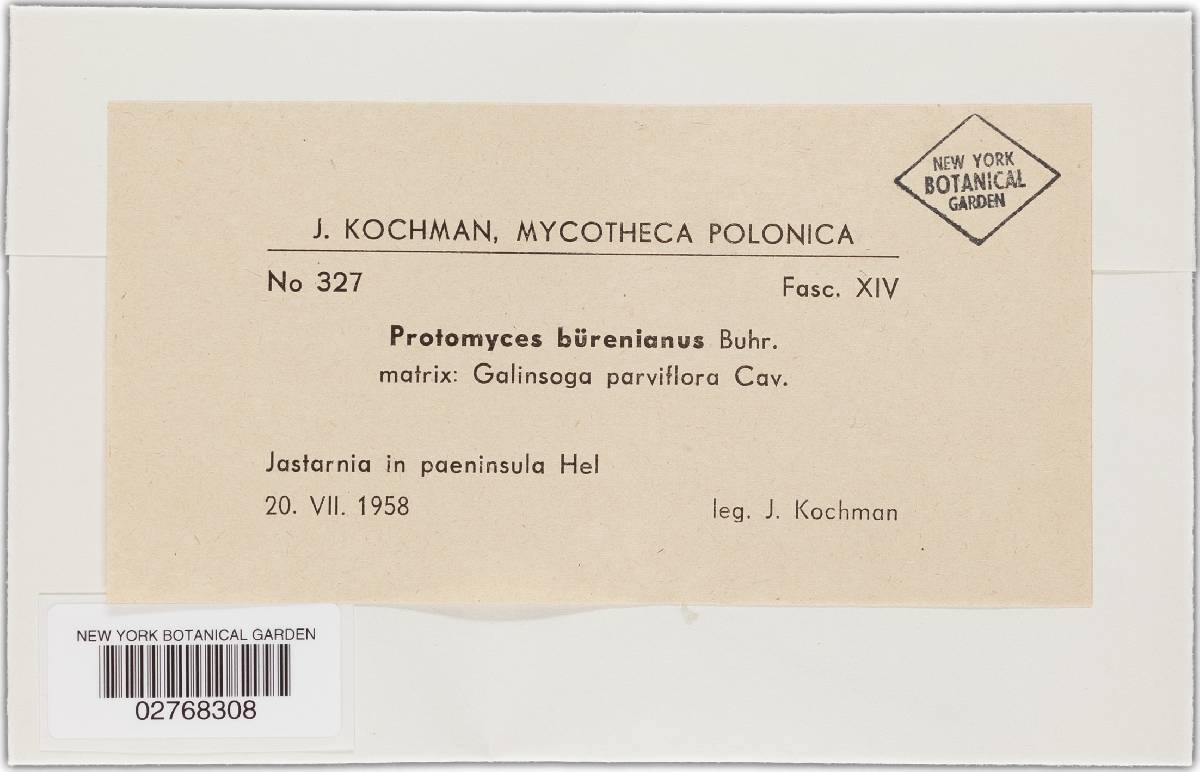 NEW YORK
BOTANICAL
GARDEN
J. KOCHMAN, MYCOTHECA POLONICA
No 327 Fasc. XIV
Protomyces bürenianus Buhr.
matrix: Galinsoga parviflora Cav.
Jastarnia in paeninsula Hel
20. VII. 1958 leg. J. Kochman
NEW YORK BOTANICAL GARDEN
02768308